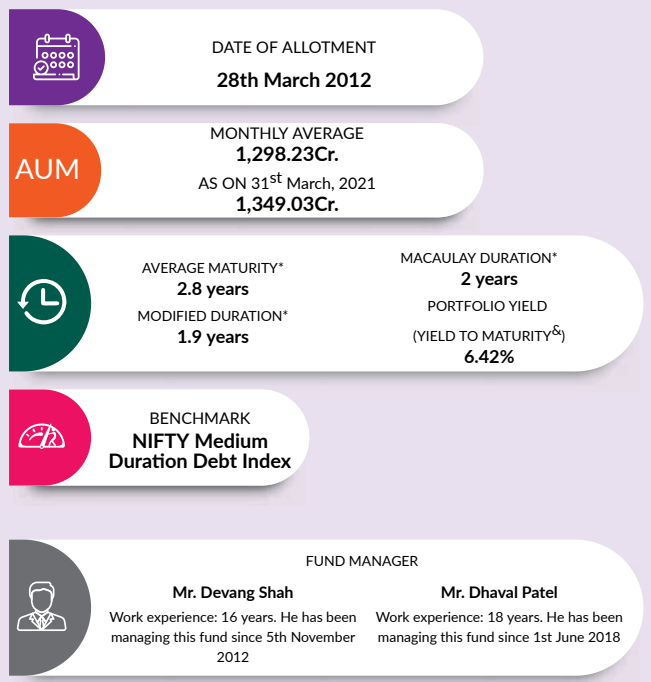 DATE OF ALLOTMENT
28th March 2012
AUM
MONTHLY AVERAGE
1,298.23Cr.
AS ON 31st March, 2021
1,349.03Cr.
AVERAGE MATURITY*
2.8 years
MODIFIED DURATION*
1.9 years
MACAULAY DURATION*
2 years
PORTFOLIO YIELD
(YIELD TO MATURITY&)
6.42%
BENCHMARK
NIFTY Medium
Duration Debt Index
FUND MANAGER
Mr. Devang Shah
Work experience: 16 years. He has been
managing this fund since 5th November
2012
Mr. Dhaval Patel
Work experience: 18 years. He has been
managing this fund since 1st June 2018